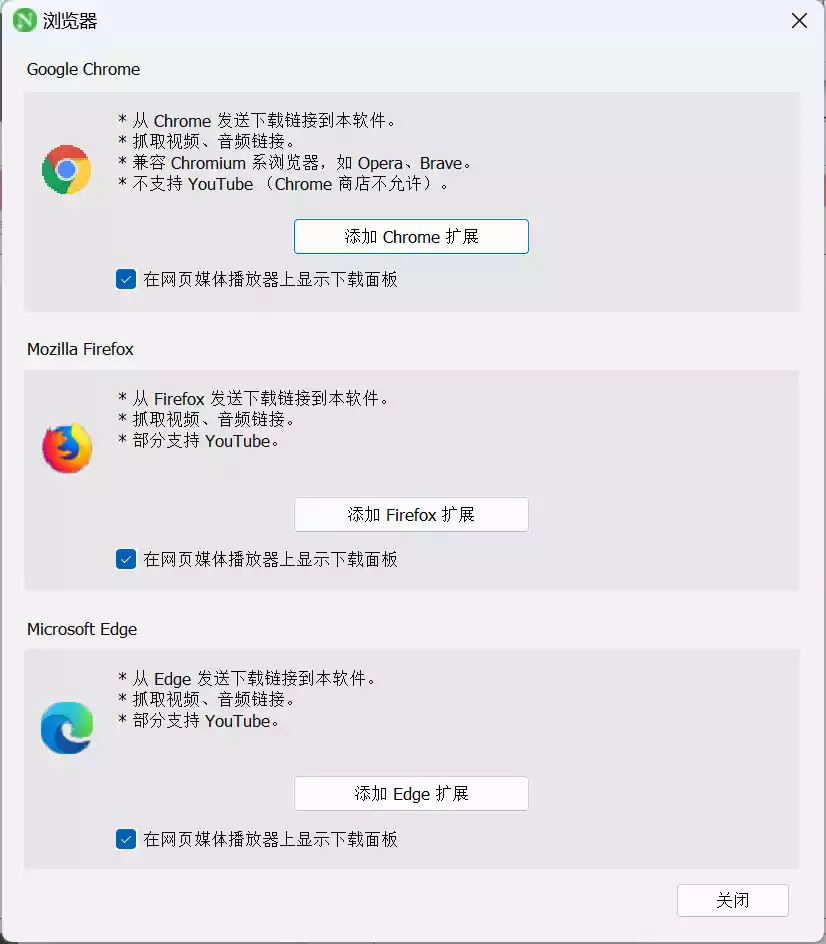 浏览器
Google Chrome
* 从 Chrome 发送下载链接到本软件。
* 抓取视频、音频链接。
* 兼容 Chromium 系浏览器，如 Opera、Brave。
* 不支持 YouTube （Chrome 商店不允许）。
添加 Chrome 扩展
在网页媒体播放器上显示下载面板
Mozilla Firefox
* 从 Firefox 发送下载链接到本软件。
* 抓取视频、音频链接。
* 部分支持 YouTube。
添加 Firefox 扩展
在网页媒体播放器上显示下载面板
Microsoft Edge
* 从 Edge 发送下载链接到本软件。
* 抓取视频、音频链接。
* 部分支持 YouTube。
添加 Edge 扩展
在网页媒体播放器上显示下载面板
关闭